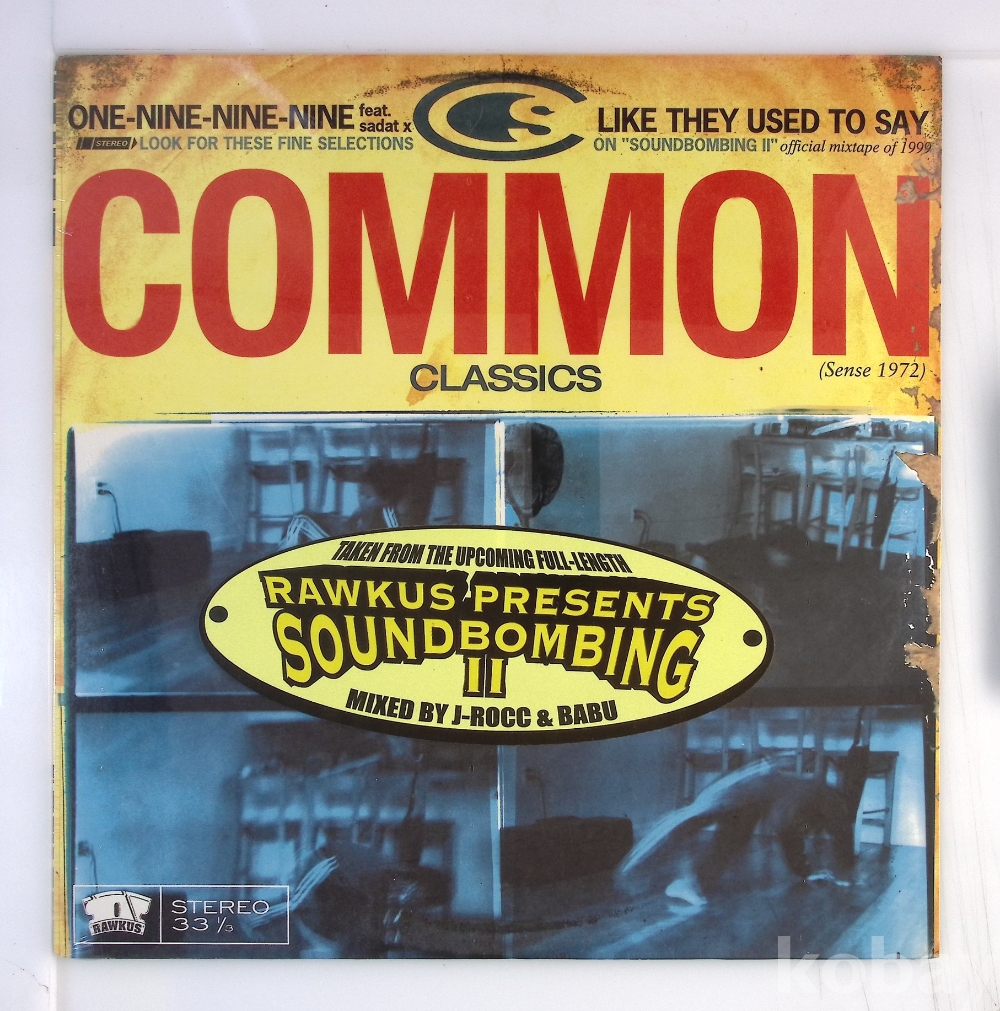 ONE-NINE-NINE-NINE feat. sadat x
LIKE THEY USED TO SAY
STEREO LOOK FOR THESE FINE SELECTIONS
ON "SOUNDBOMBING II" official mixtape of 1999
CS
COMMON
CLASSICS
(Sense 1972)
TAKEN FROM THE UPCOMING FULL-LENGTH
RAWKUS PRESENTS
SOUNDBOMBING
II
MIXED BY J-ROCC & BABU
RAWKUS
STEREO
33 1/3